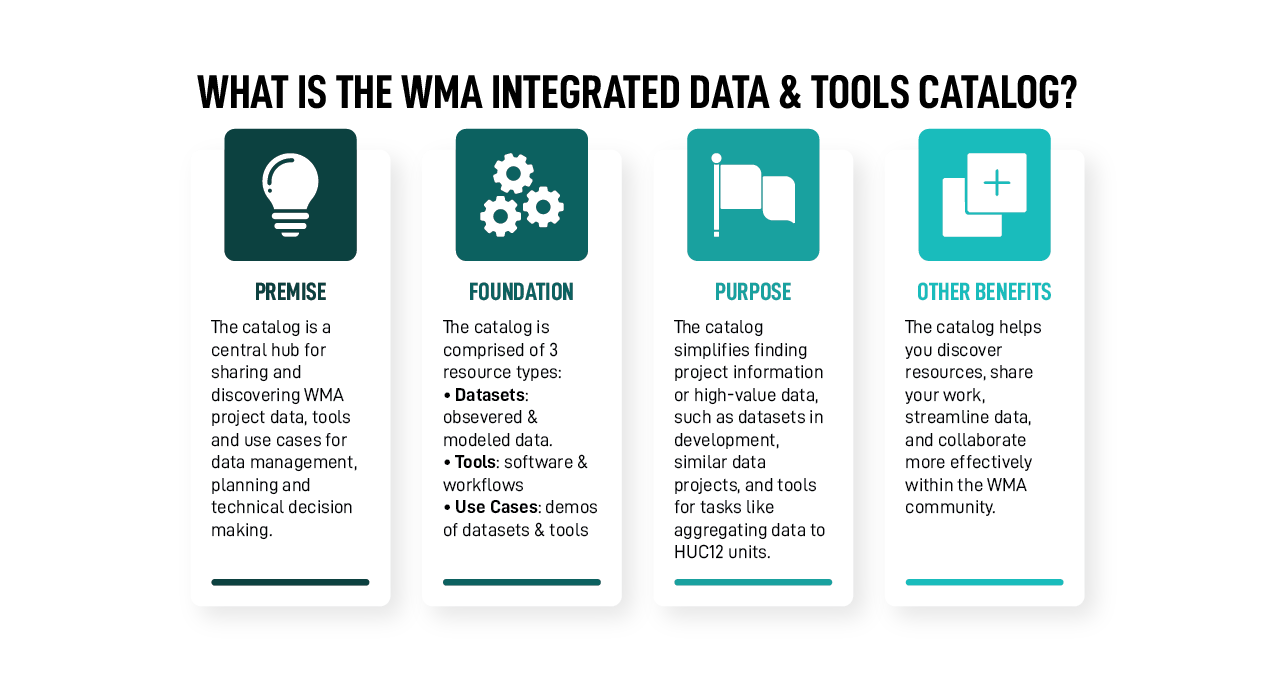 WHAT IS THE WMA INTEGRATED DATA & TOOLS CATALOG?
PREMISE
The catalog is a
central hub for
sharing and
discovering WMA
project data, tools
and use cases for
data management,
planning and
technical decision
making.
FOUNDATION
The catalog is
comprised of 3
resource types:
• Datasets:
obsevered &
modeled data.
• Tools: software &
workflows
• Use Cases: demos
of datasets & tools
PURPOSE
The catalog
simplifies finding
project information
or high-value data,
such as datasets in
development,
similar data
projects, and tools
for tasks like
aggregating data to
HUC12 units.
OTHER BENEFITS
The catalog helps
you discover
resources, share
your work,
streamline data,
and collaborate
more effectively
within the WMA
community.